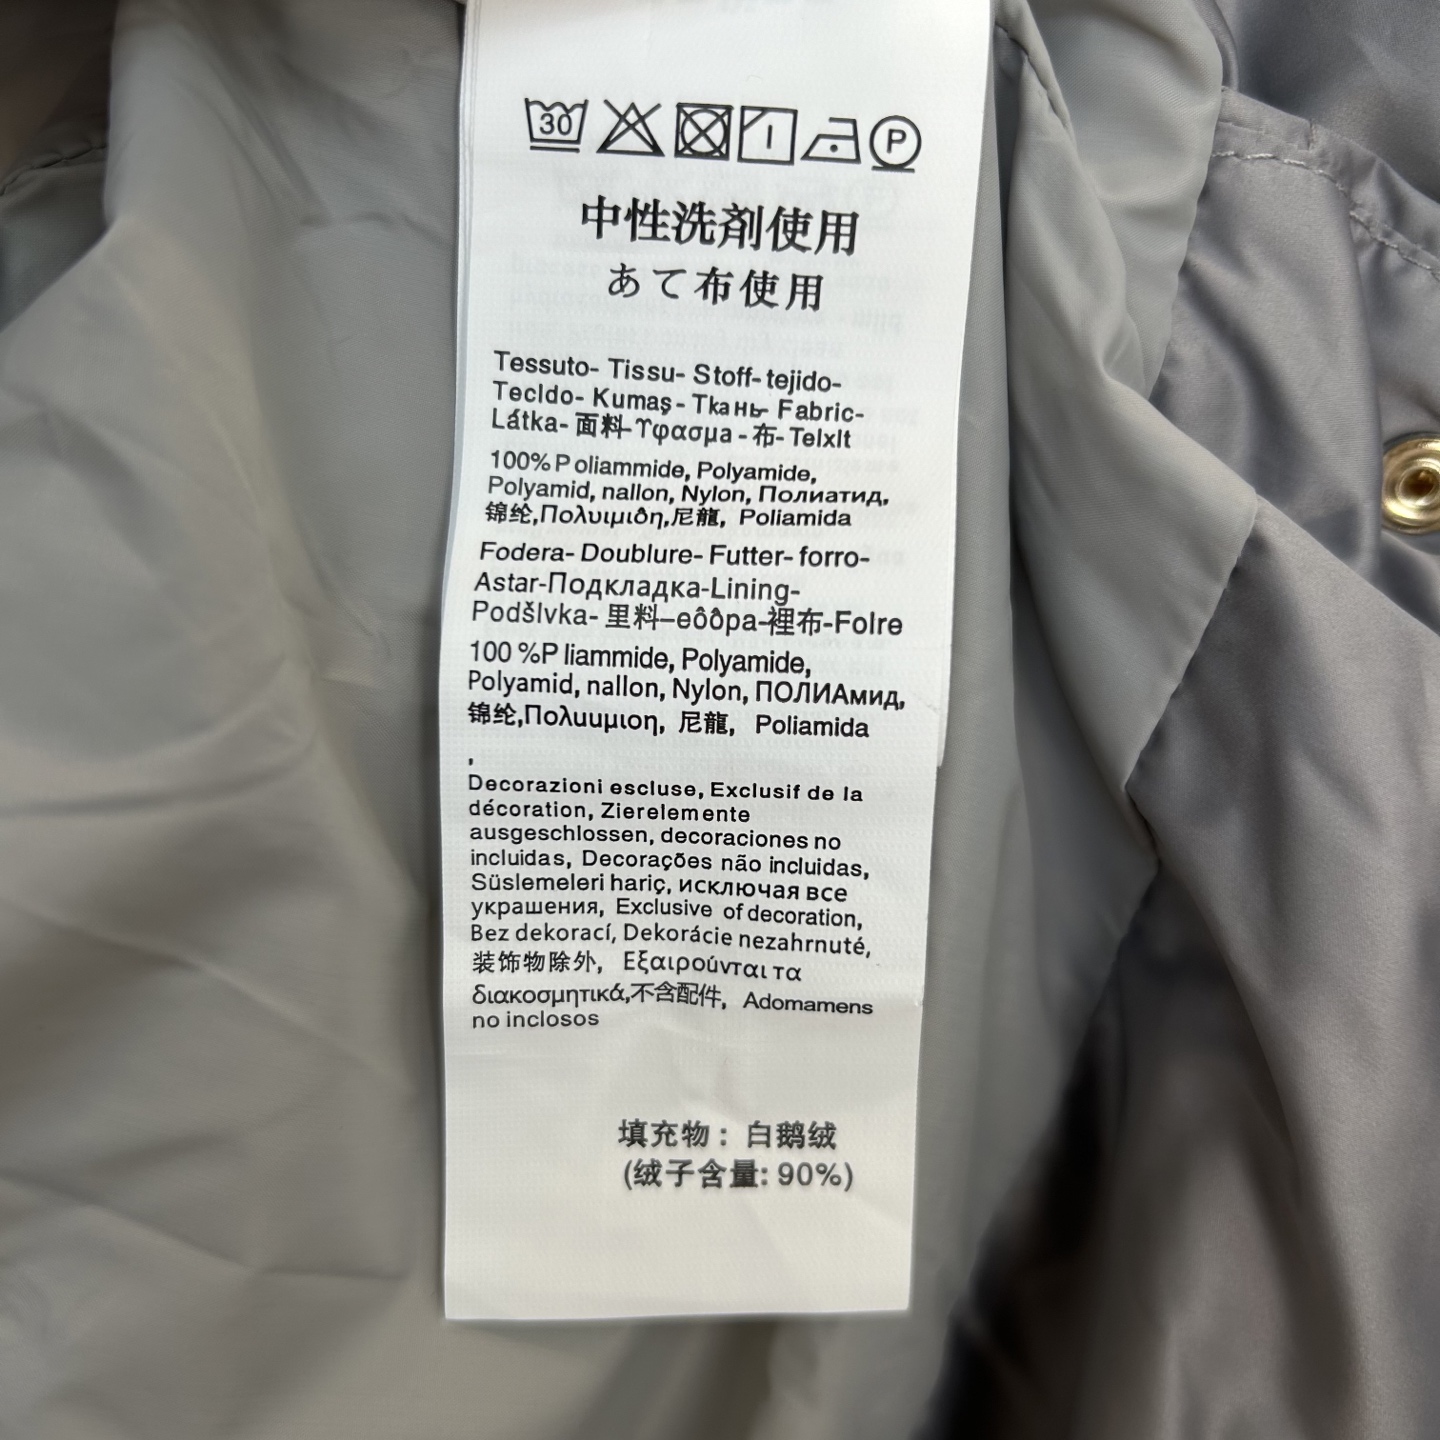 30
P
中性洗剤使用
あて布使用
Tessuto- Tissu- Stoff- tejido-
Tecldo- Kumaş - Ткань- Fabric-
Látka- 面料-Υφασμα - 布- Telxlt
100% P oliammide, Polyamide,
Polyamid, nallon, Nylon, Полиатид,
锦纶,Πολυιμιδη,尼龍, Poliamida
Fodera- Doublure- Futter- forro-
Astar-Подкладка-Lining-
Podšlvka- 里料-еôôра-裡布-Folre
100 %P liammide, Polyamide,
Polyamid, nallon, Nylon, ПОЛИАмид,
锦纶,Πολυυμιοη, 尼龍, Poliamida
,
Decorazioni escluse, Exclusif de la
décoration, Zierelemente
ausgeschlossen, decoraciones no
incluidas, Decorações não incluidas,
Süslemeleri hariç, исключая все
украшения, Exclusive of decoration,
Bez dekorací, Dekorácie nezahrnuté,
装饰物除外, Εξαιρούνται τα
διακοσμητικά,不含配件, Adomamens
no inclosos
填充物：白鹅绒
(绒子含量: 90%)